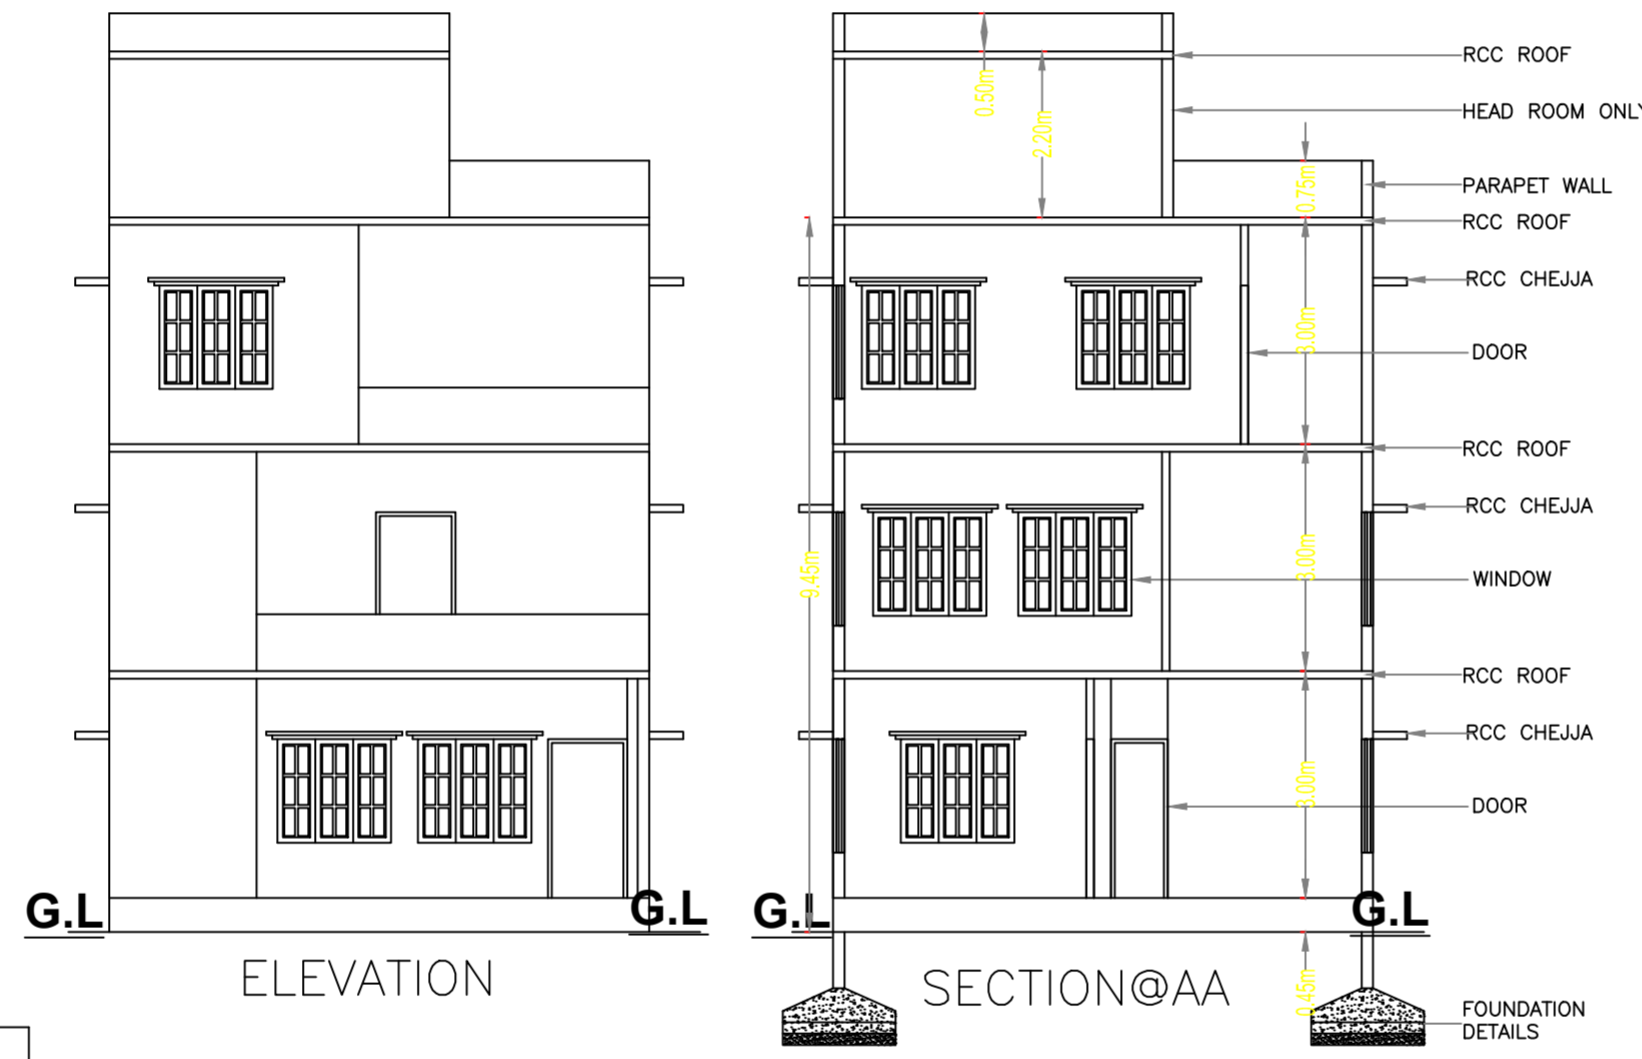 RCC ROOF
0.50m
HEAD ROOM ONLY
2.20m
0.75m
PARAPET WALL
RCC ROOF
RCC CHEJJA
3.00m
DOOR
RCC ROOF
RCC CHEJJA
3.00m
9.45m
WINDOW
RCC ROOF
RCC CHEJJA
3.00m
DOOR
G.L
G.L
G.L
G.L
ELEVATION
SECTION@AA
0.45m
FOUNDATION
DETAILS